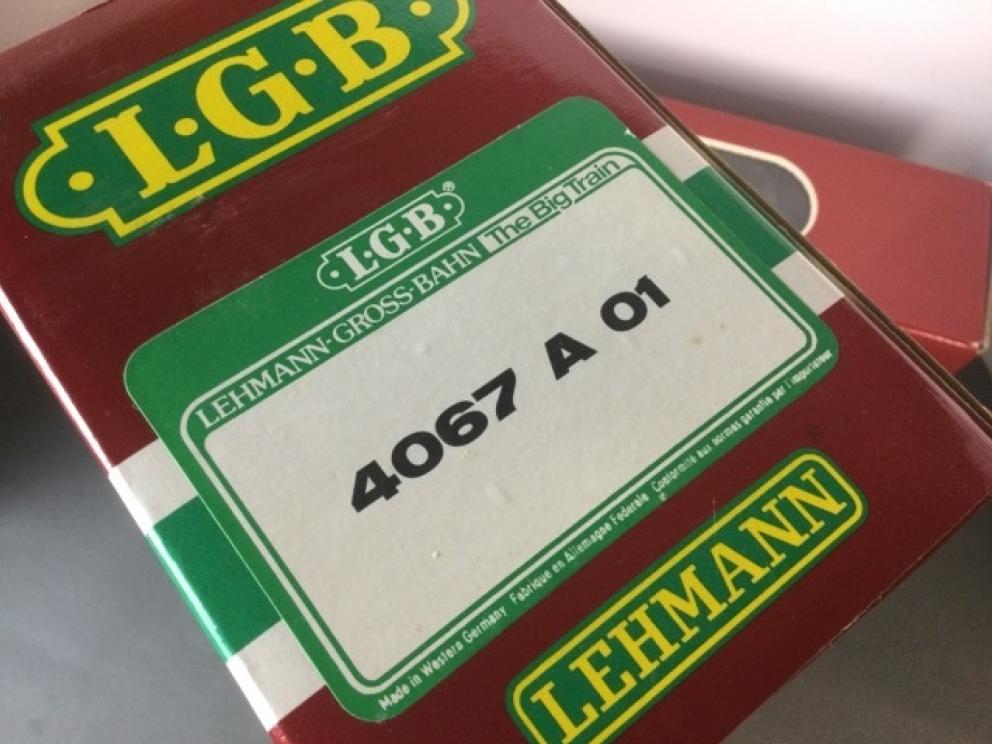 L·G·B
L·G·B®
LEHMANN-GROSS-BAHN The Big Train
4067 A 01
Made in Western Germany Fabriqué en Allemagne Federale Conformité aux normes garantie par l'importateur
LEHMANN